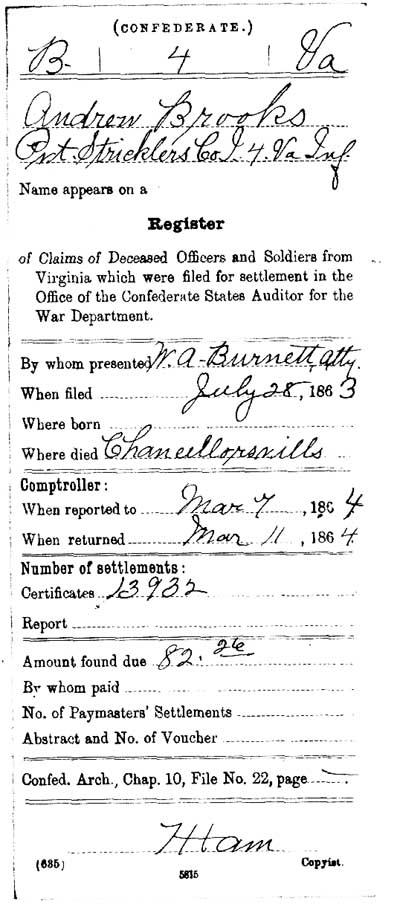 (CONFEDERATE.)
B | 4 | Va
Andrew Brooks
Pvt. Stricklers Co. I. 4. Va Inf.
Name appears on a
Register
of Claims of Deceased Officers and Soldiers from
Virginia which were filed for settlement in the
Office of the Confederate States Auditor for the
War Department.
By whom presented W. A. Burnett, atty.
When filed July 28, 1863
Where born
Where died Chancellorsvills
Comptroller:
When reported to Mar 7, 1864
When returned Mar 11, 1864.
Number of settlements:
Certificates 13932
Report
Amount found due 82.26
By whom paid
No. of Paymasters' Settlements
Abstract and No. of Voucher
Confed. Arch., Chap. 10, File No. 22, page
Ham
(635) Copyist.
5615